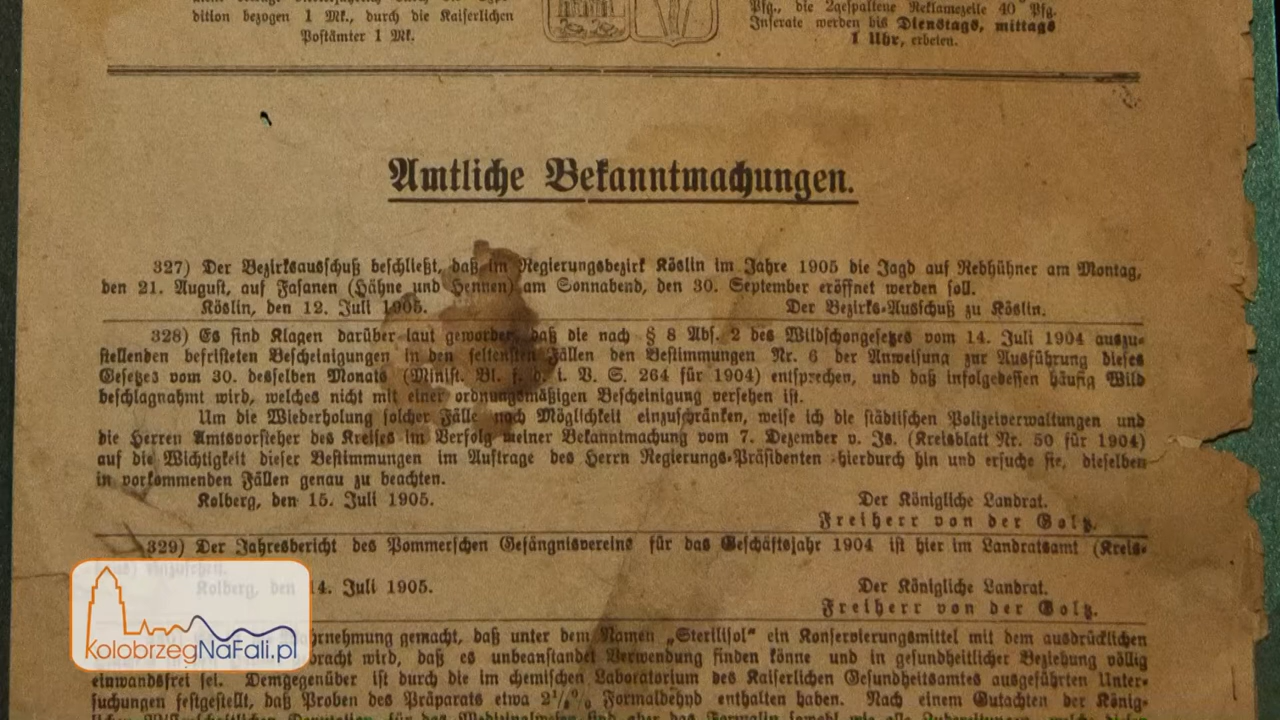 dition bezogen 1 Mk., durch die Kaiserlichen
Postämter 1 Mk.
Pfg., die 2gespaltene Reklamezeile 40 Pfg.
Inserate werden bis Dienstags, mittags
1 Uhr, erbeten.
Amtliche Bekanntmachungen.
327) Der Bezirksausschuß beschließt, daß im Regierungsbezirk Köslin im Jahre 1905 die Jagd auf Rebhühner am Montag,
den 21. August, auf Fasanen (Hähne und Hennen) am Sonnabend, den 30. September eröffnet werden soll.
Köslin, den 12. Juli 1905. Der Bezirks-Ausschuß zu Köslin.
328) Es sind Klagen darüber laut geworden, daß die nach § 8 Abs. 2 des Wildschongesetzes vom 14. Juli 1904 auszu-
stellenden befristeten Bescheinigungen in den seltensten Fällen den Bestimmungen Nr. 6 der Anweisung zur Ausführung dieses
Gesetzes vom 30. desselben Monats (Minist. Bl. f. d. i. V. S. 264 für 1904) entsprechen, und daß infolgedessen häufig Wild
beschlagnahmt wird, welches nicht mit einer ordnungsmäßigen Bescheinigung versehen ist.
Um die Wiederholung solcher Fälle nach Möglichkeit einzuschränken, weise ich die städtischen Polizeiverwaltungen und
die Herren Amtsvorsteher des Kreises im Verfolg meiner Bekanntmachung vom 7. Dezember v. Js. (Kreisblatt Nr. 50 für 1904)
auf die Wichtigkeit dieser Bestimmungen im Auftrage des Herrn Regierungs-Präsidenten hierdurch hin und ersuche sie, dieselben
in vorkommenden Fällen genau zu beachten.
Kolberg, den 15. Juli 1905. Der Königliche Landrat.
Freiherr von der Goltz.
329) Der Jahresbericht des Pommerschen Gefängnisvereins für das Geschäftsjahr 1904 ist hier im Landratsamt (Kreis-
haus) einzusehen.
Kolberg, den 14. Juli 1905. Der Königliche Landrat.
Freiherr von der Goltz.
daß unter dem Namen „Sterilisol“ ein Konservierungsmittel mit dem ausdrücklichen
wird, daß es unbeanstandet Verwendung finden könne und in gesundheitlicher Beziehung völlig
einwandsfrei sei. Demgegenüber ist durch die im chemischen Laboratorium des Kaiserlichen Gesundheitsamtes ausgeführten Unter-
suchungen festgestellt, daß Proben des Präparats etwa 2½% Formaldehyd enthalten haben. Nach einem Gutachten der König-
KolobrzegNaFali.pl